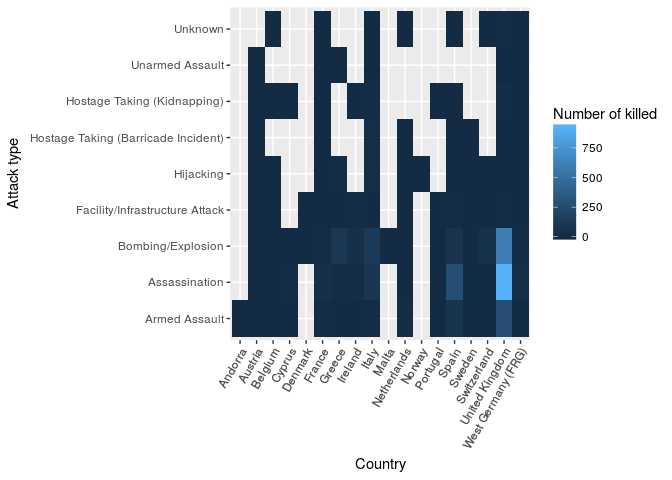 Unknown
Unarmed Assault
Hostage Taking (Kidnapping)
Hostage Taking (Barricade Incident)
Hijacking
Facility/Infrastructure Attack
Bombing/Explosion
Assassination
Armed Assault
Attack type
Andorra
Austria
Belgium
Cyprus
Denmark
France
Greece
Ireland
Italy
Malta
Netherlands
Norway
Portugal
Spain
Sweden
Switzerland
United Kingdom
West Germany (FRG)
Country
Number of killed
750
500
250
0